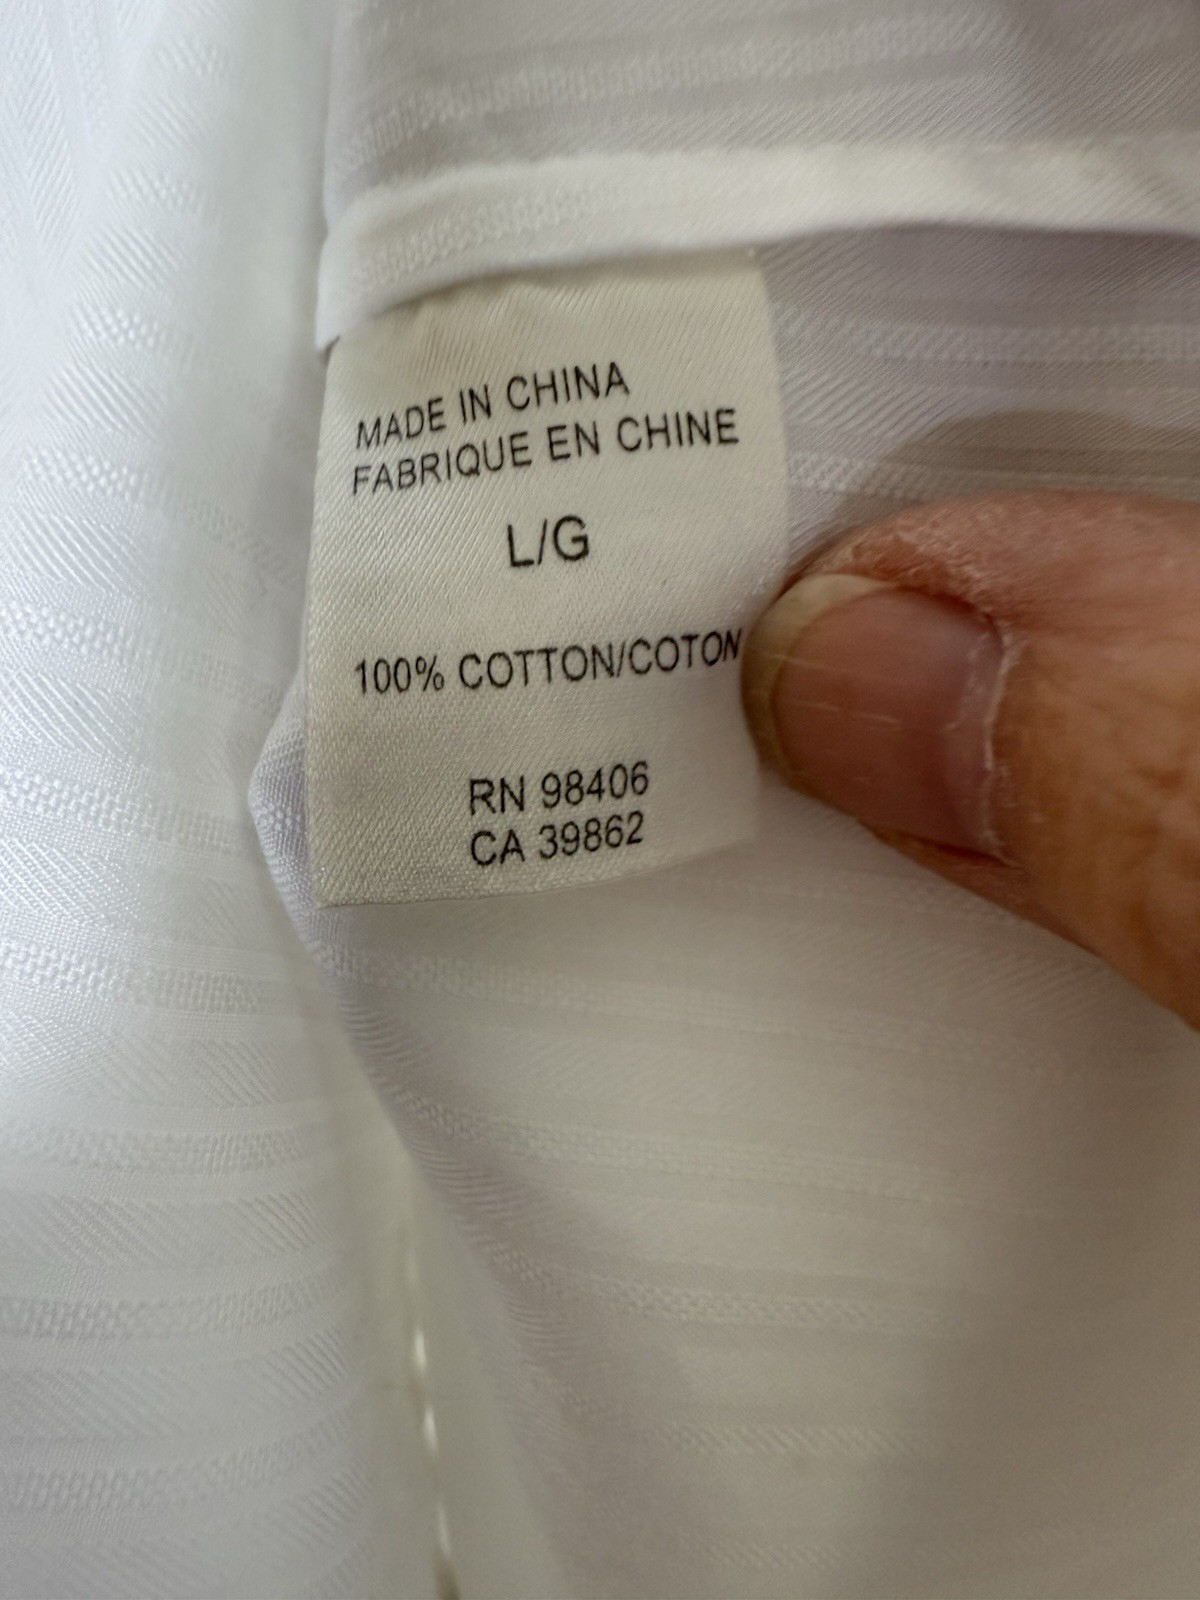 MADE IN CHINA
FABRIQUE EN CHINE
L/G
100% COTTON/COTON
RN 98406
CA 39862